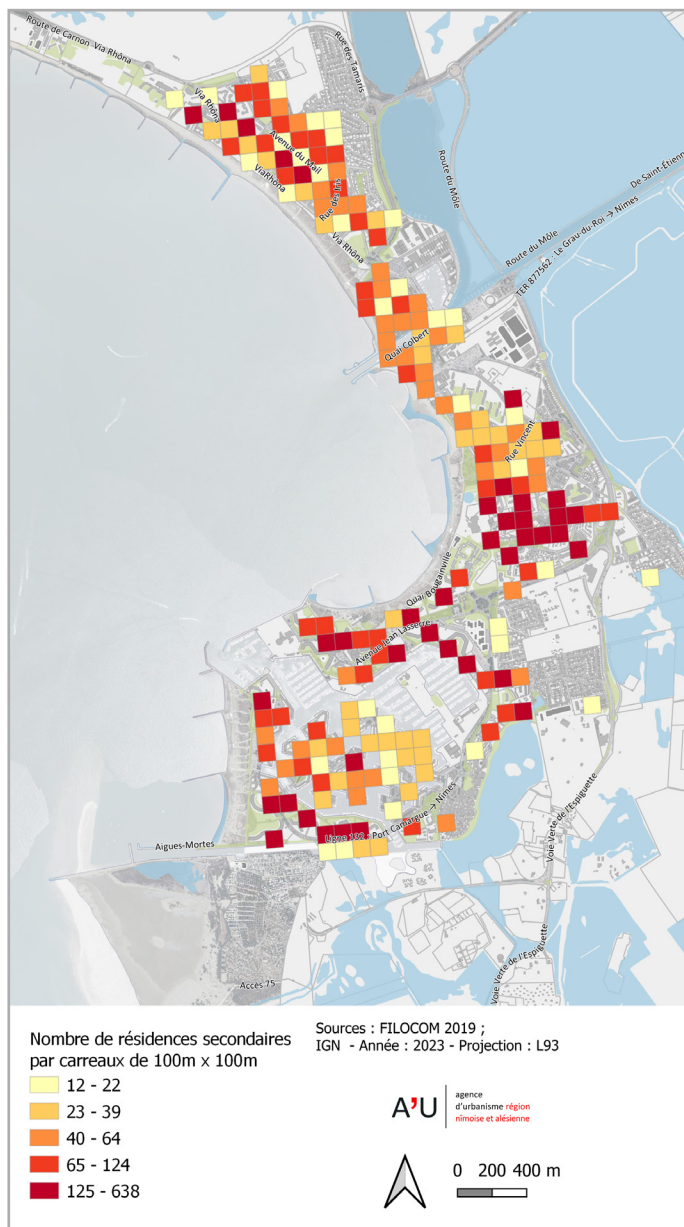 Route de Carnon Via Rhôna
Rue des Tamaris
Via Rhôna
Avenue du Mail
ViaRhôna
Rue des Iris
Via Rhôna
Route du Môle
De Saint-Étienne
Route du Môle
TER 877562 : Le Grau-du-Roi → Nîmes
Quai Colbert
Rue Vincent
Quai Bougainville
Avenue Jean Lasserre
Ligne 102 : Port Camargue → Nîmes
Aigues-Mortes
Voie Verte de l'Espiguette
Voie Verte de l'Espiguette
Accès 75
Nombre de résidences secondaires
par carreaux de 100m x 100m
12 - 22
23 - 39
40 - 64
65 - 124
125 - 638
Sources : FILOCOM 2019 ;
IGN - Année : 2023 - Projection : L93
A'U
agence
d'urbanisme région
nîmoise et alésienne
0 200 400 m